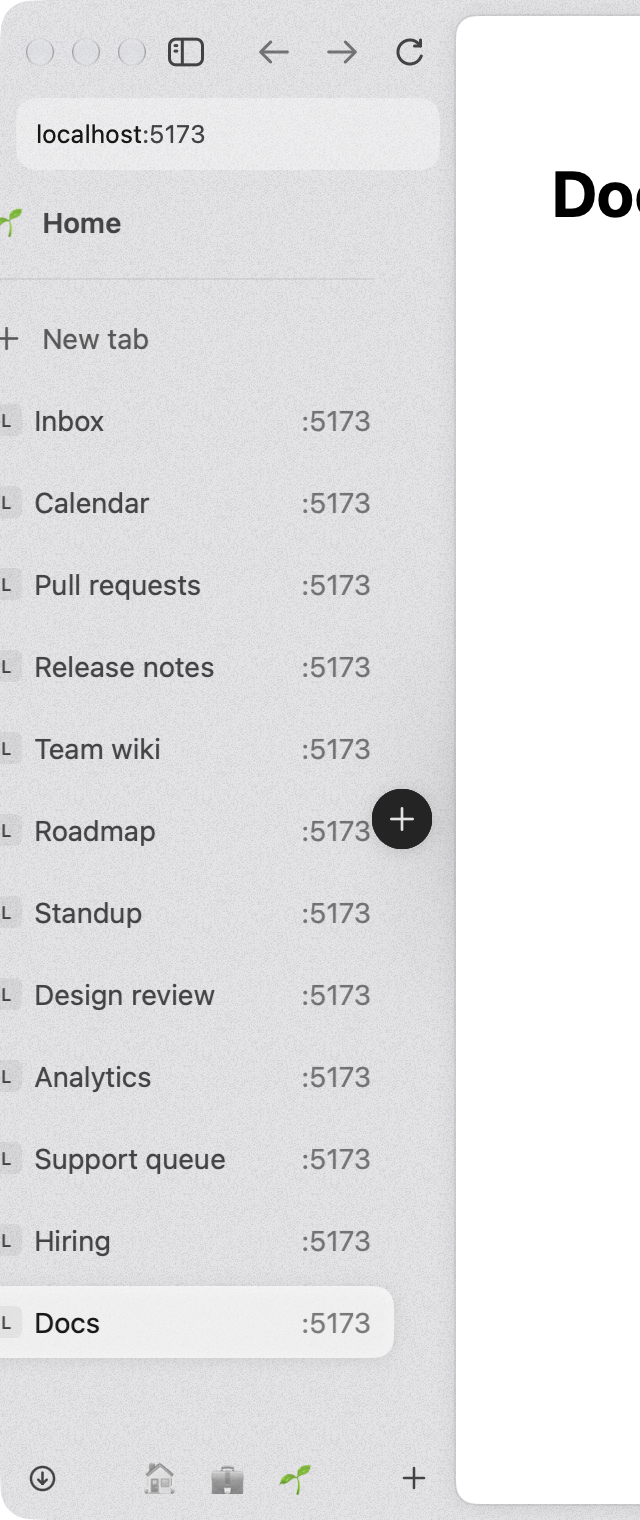 localhost:5173
Home
New tab
L Inbox :5173
L Calendar :5173
L Pull requests :5173
L Release notes :5173
L Team wiki :5173
L Roadmap :5173
L Standup :5173
L Design review :5173
L Analytics :5173
L Support queue :5173
L Hiring :5173
L Docs :5173